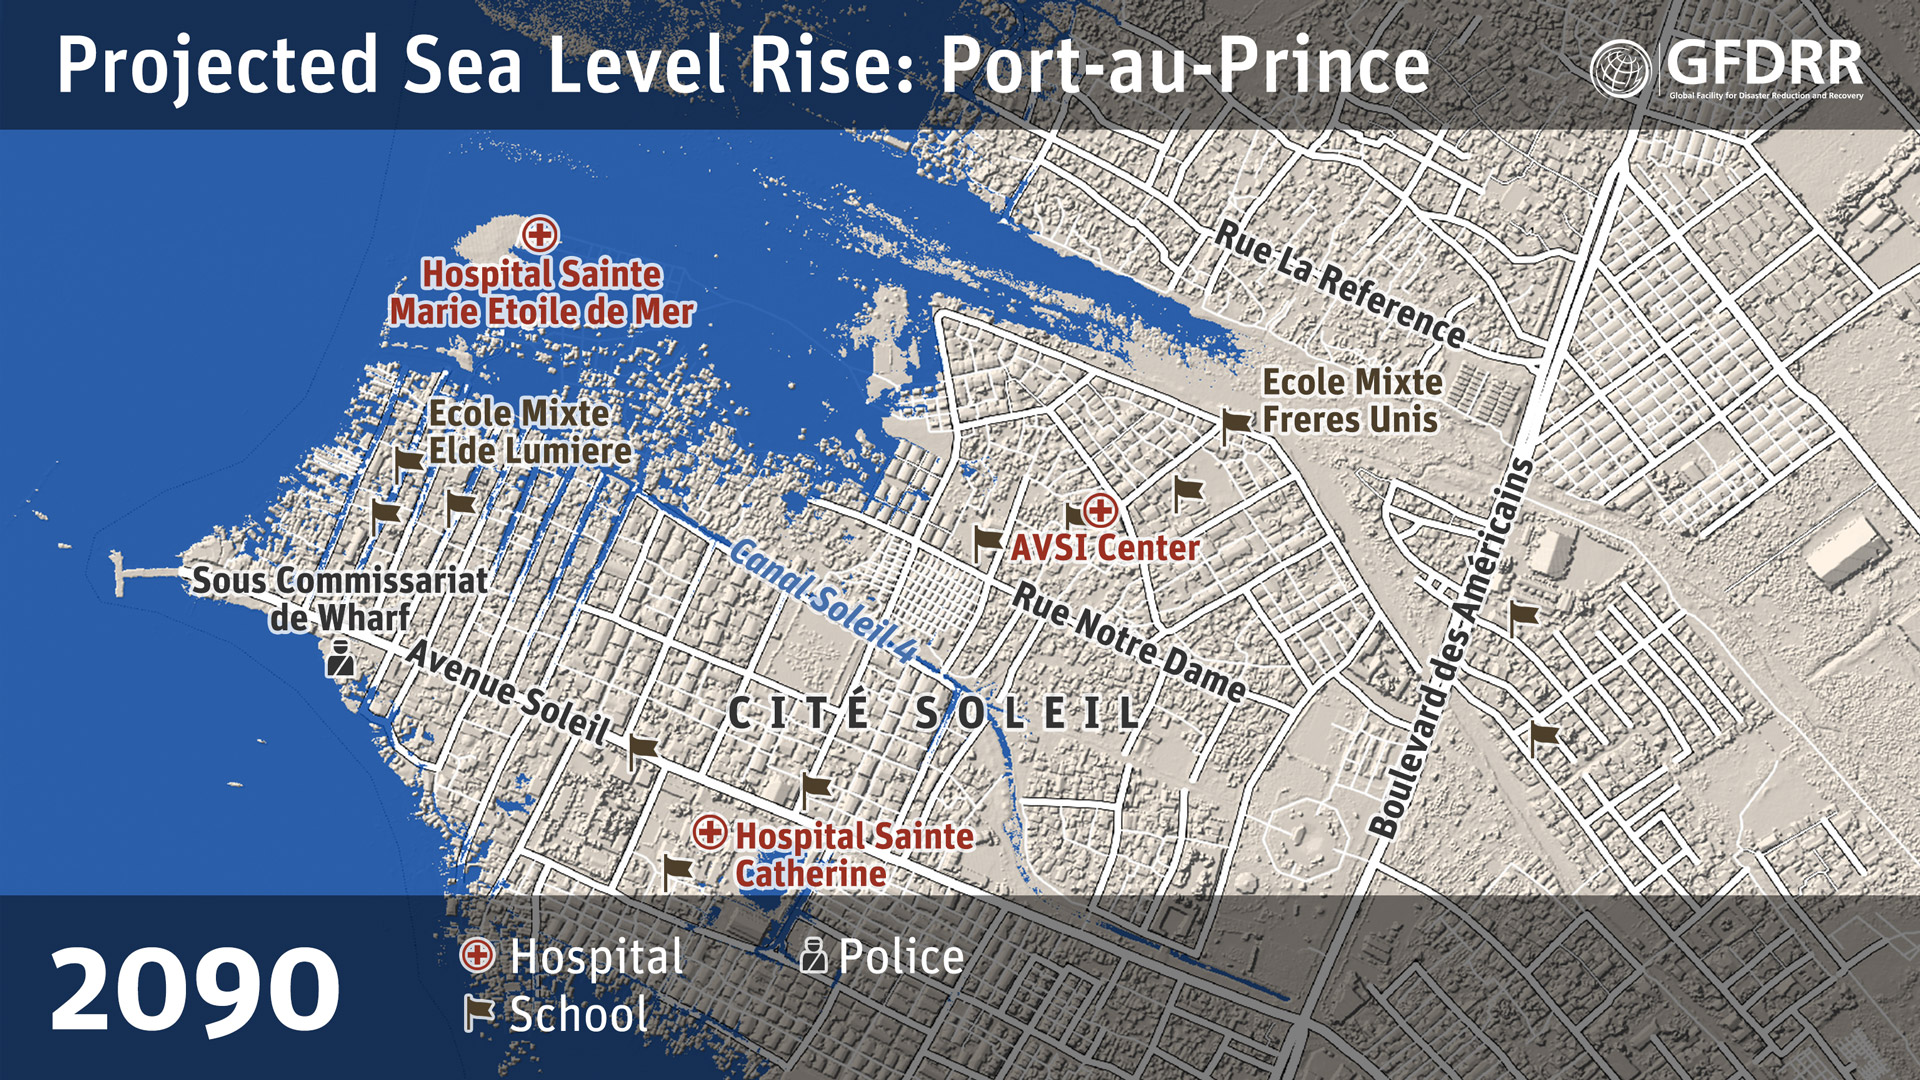 Projected Sea Level Rise: Port-au-Prince
GFDRR
Global Facility for Disaster Reduction and Recovery
Hospital Sainte
Marie Etoile de Mer
Rue La Reference
Ecole Mixte
Freres Unis
Ecole Mixte
Elde Lumiere
AVSI Center
Canal Soleil 4
Sous Commissariat
de Wharf
Rue Notre Dame
Boulevard des Américains
Avenue Soleil
CITÉ SOLEIL
Hospital Sainte
Catherine
2090
Hospital
Police
School